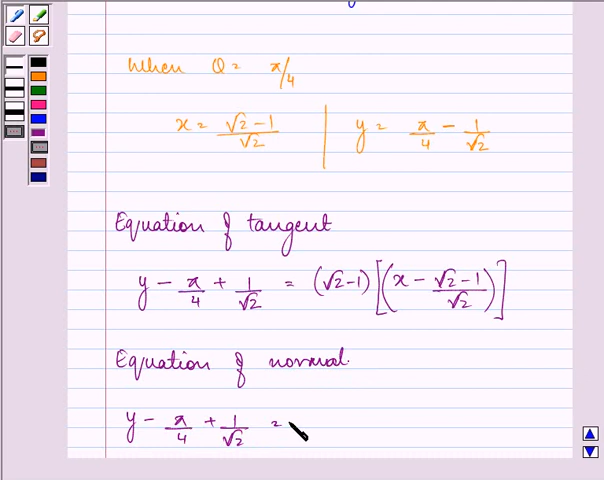 When θ = π/4
x = (√2 - 1)/√2 | y = π/4 - 1/√2
Equation of tangent
y - π/4 + 1/√2 = (√2-1) [(x - (√2-1)/√2)]
Equation of normal.
y - π/4 + 1/√2 =